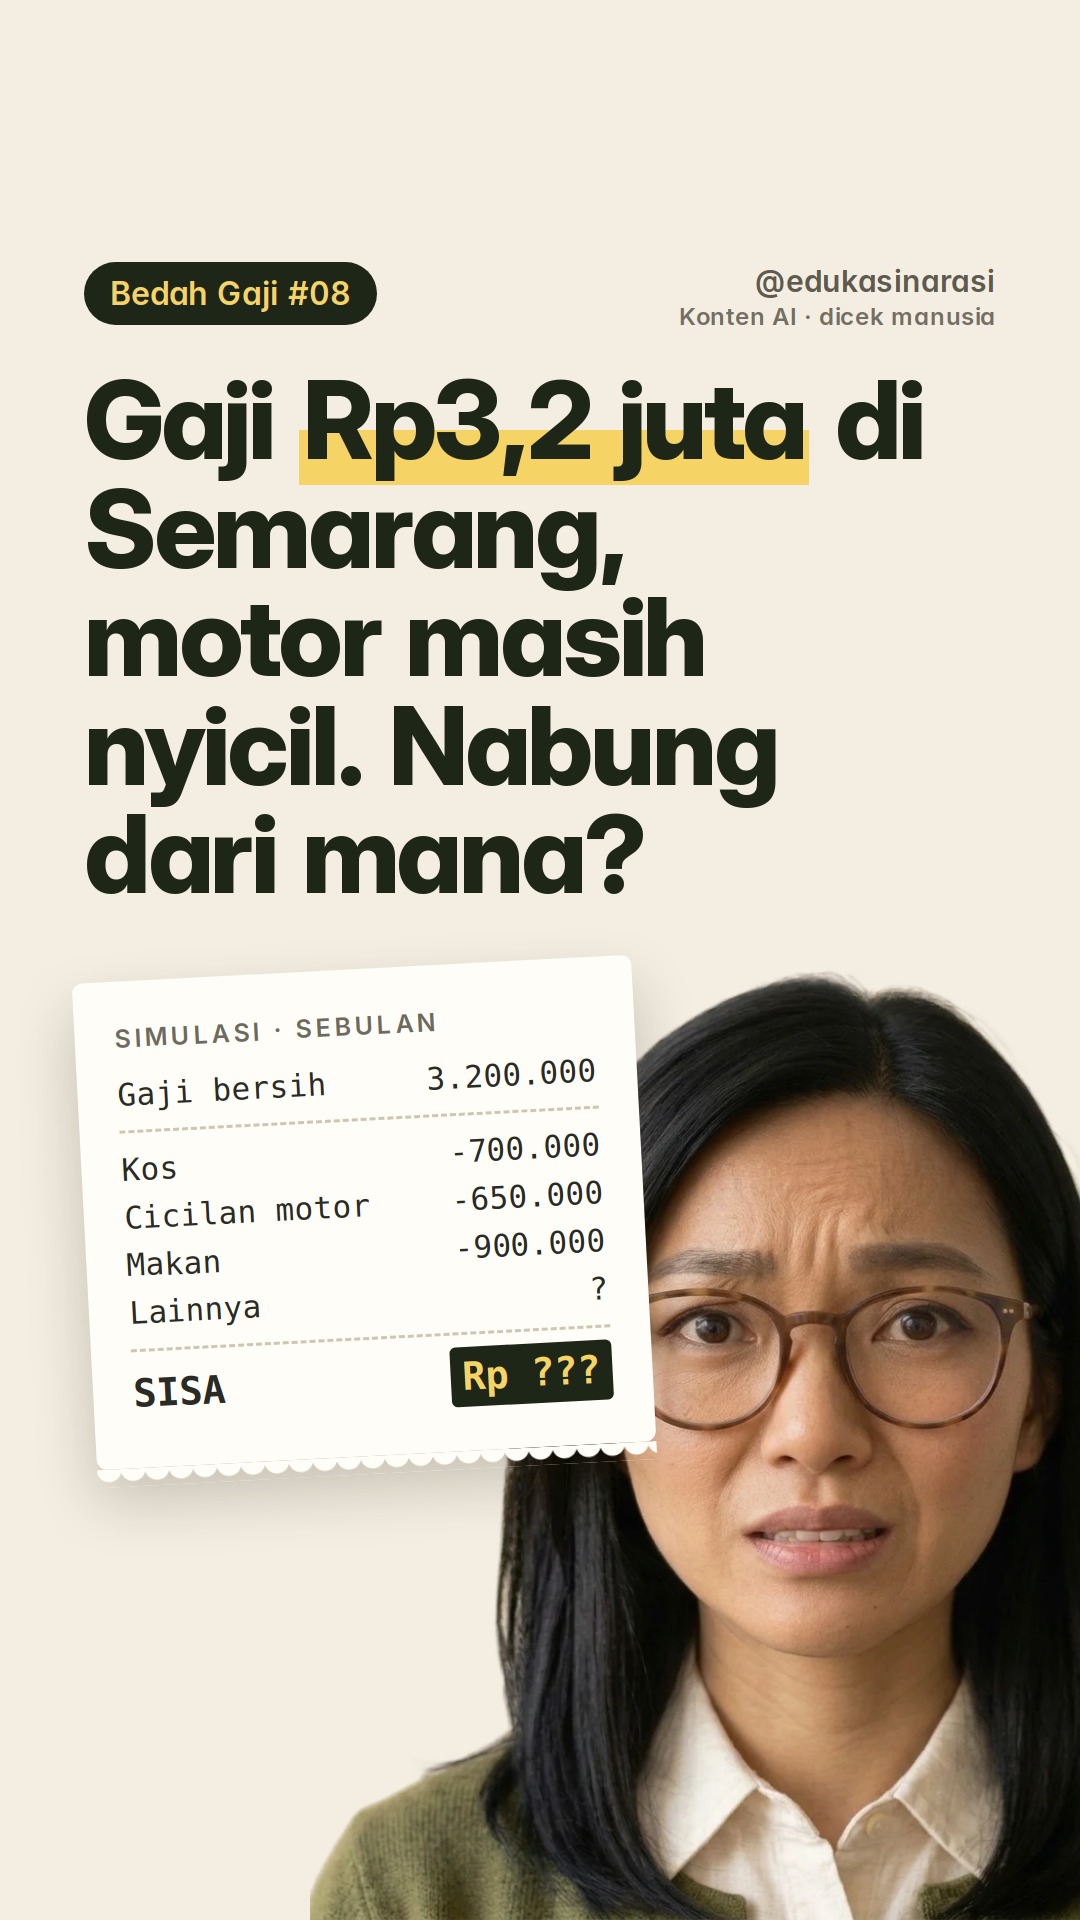 Bedah Gaji #08
@edukasinarasi
Konten AI · dicek manusia
Gaji Rp3,2 juta di
Semarang,
motor masih
nyicil. Nabung
dari mana?
SIMULASI · SEBULAN
Gaji bersih 3.200.000
Kos -700.000
Cicilan motor -650.000
Makan -900.000
Lainnya ?
SISA Rp ???